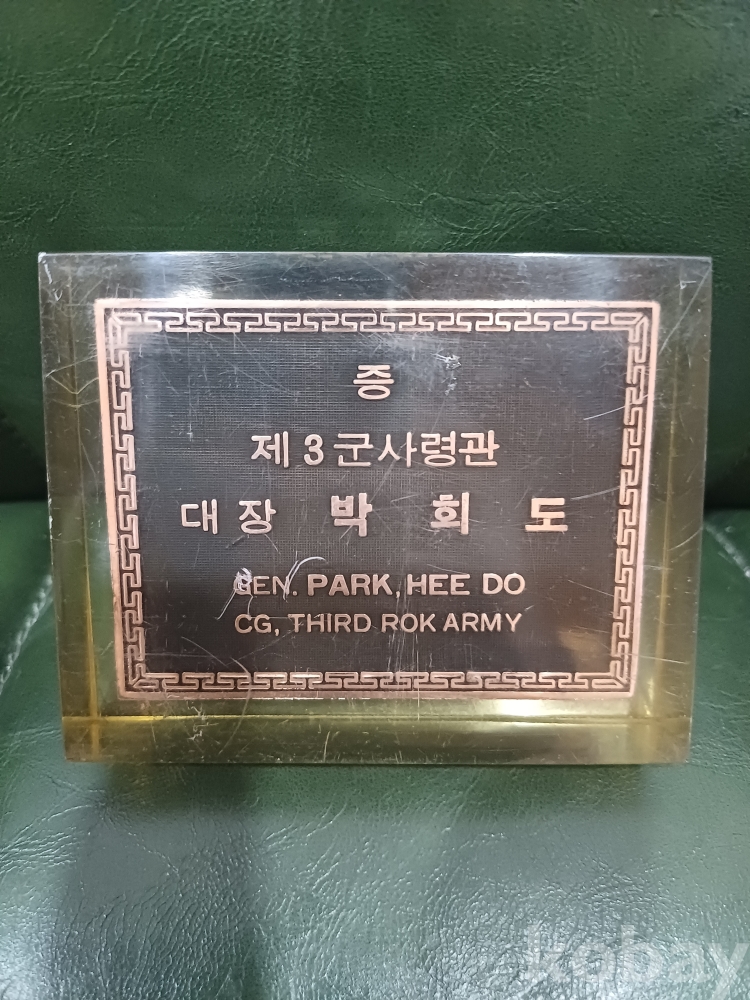 증
제 3 군사령관
대 장 박 희 도
GEN. PARK, HEE DO
CG, THIRD ROK ARMY
kobay